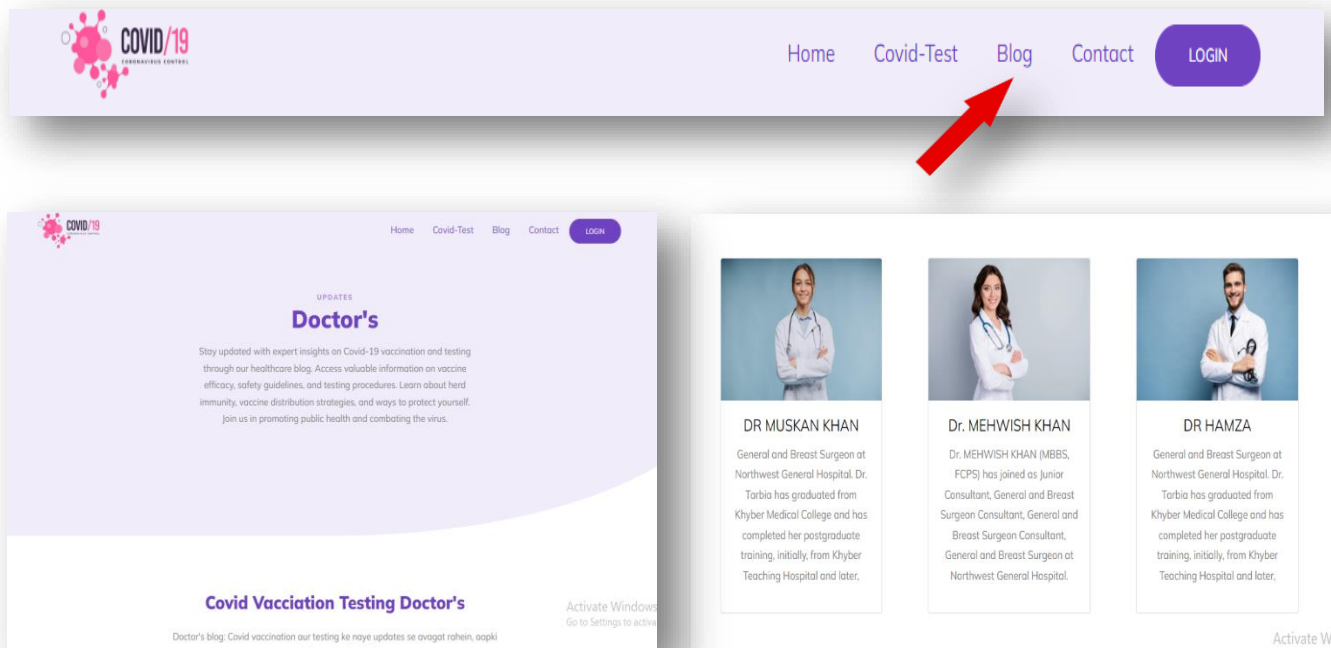 COVID/19
CORONAVIRUS CONTROL
Home Covid-Test Blog Contact LOGIN
COVID/19
CORONAVIRUS CONTROL
Home Covid-Test Blog Contact LOGIN
UPDATES
Doctor's
Stay updated with expert insights on Covid-19 vaccination and testing
through our healthcare blog. Access valuable information on vaccine
efficacy, safety guidelines, and testing procedures. Learn about herd
immunity, vaccine distribution strategies, and ways to protect yourself.
Join us in promoting public health and combating the virus.
Covid Vacciation Testing Doctor's
Doctor's blog: Covid vaccination aur testing ke naye updates se avagat rahein, aapki
Activate Windows
Go to Settings to activa
DR MUSKAN KHAN
General and Breast Surgeon at
Northwest General Hospital. Dr.
Tarbia has graduated from
Khyber Medical College and has
completed her postgraduate
training, initially, from Khyber
Teaching Hospital and later,
Dr. MEHWISH KHAN
Dr. MEHWISH KHAN (MBBS,
FCPS) has joined as Junior
Consultant, General and Breast
Surgeon Consultant, General and
Breast Surgeon Consultant,
General and Breast Surgeon at
Northwest General Hospital.
DR HAMZA
General and Breast Surgeon at
Northwest General Hospital. Dr.
Tarbia has graduated from
Khyber Medical College and has
completed her postgraduate
training, initially, from Khyber
Teaching Hospital and later,
Activate W